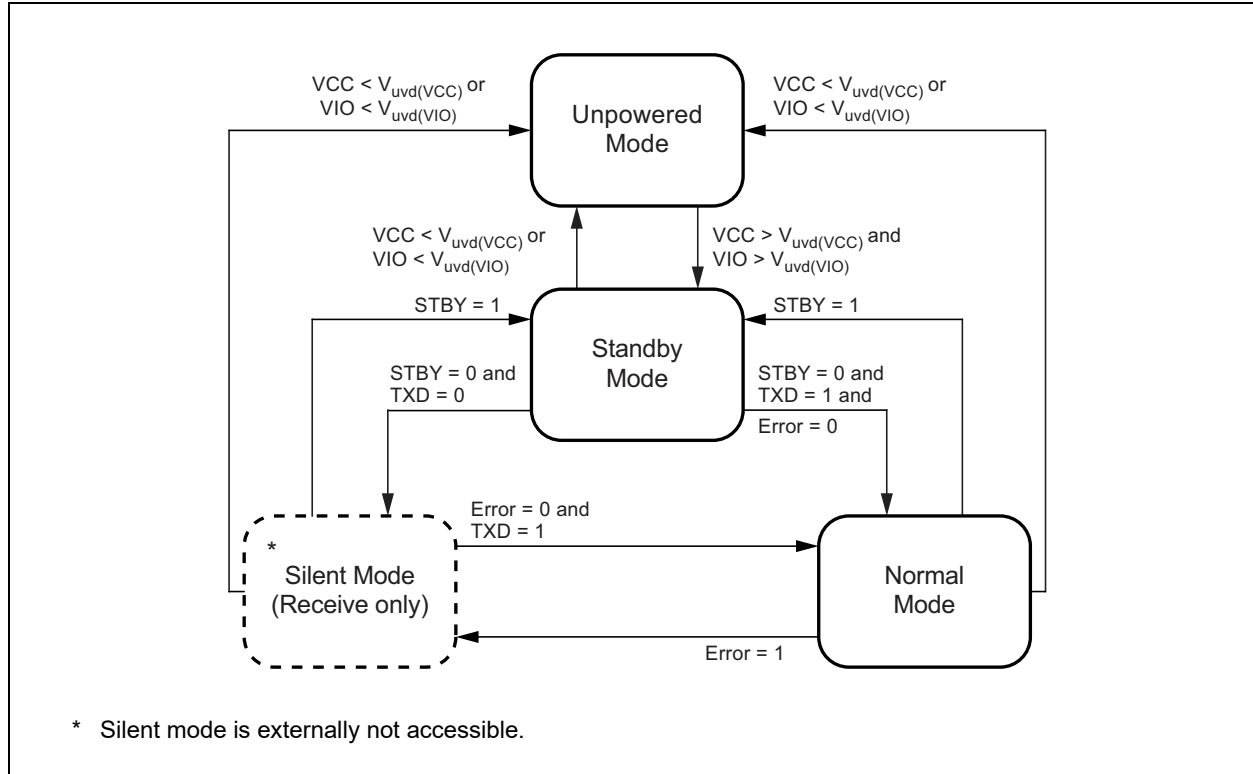 VCC < Vuvd(VCC) or
VIO < Vuvd(VIO)
Unpowered
Mode
VCC < Vuvd(VCC) or
VIO < Vuvd(VIO)
VCC < Vuvd(VCC) or
VIO < Vuvd(VIO)
VCC > Vuvd(VCC) and
VIO > Vuvd(VIO)
STBY = 1
Standby
Mode
STBY = 1
STBY = 0 and
TXD = 0
STBY = 0 and
TXD = 1 and
Error = 0
*
Silent Mode
(Receive only)
Error = 0 and
TXD = 1
Normal
Mode
Error = 1
* Silent mode is externally not accessible.